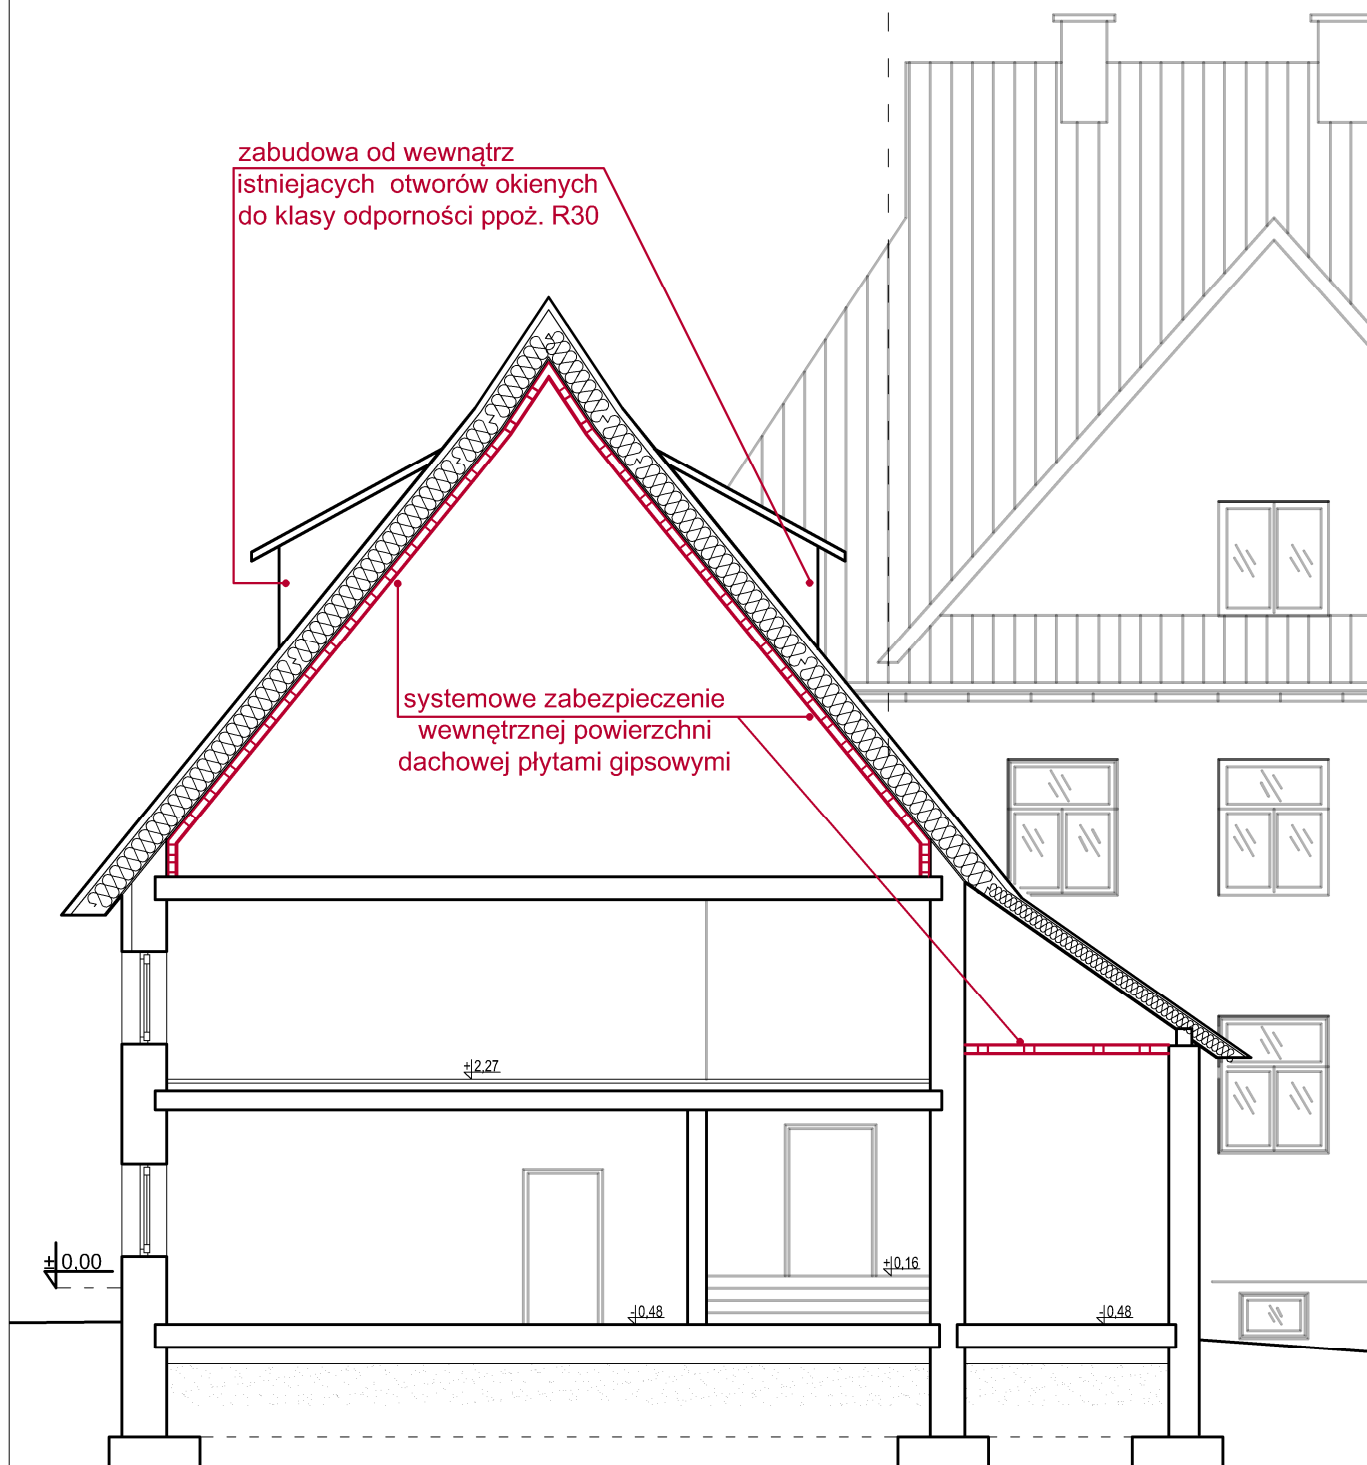 zabudowa od wewnątrz
istniejacych otworów okienych
do klasy odporności ppoż. R30
systemowe zabezpieczenie
wewnętrznej powierzchni
dachowej płytami gipsowymi
+2,27
±0,00
+0,16
-0,48
-0,48